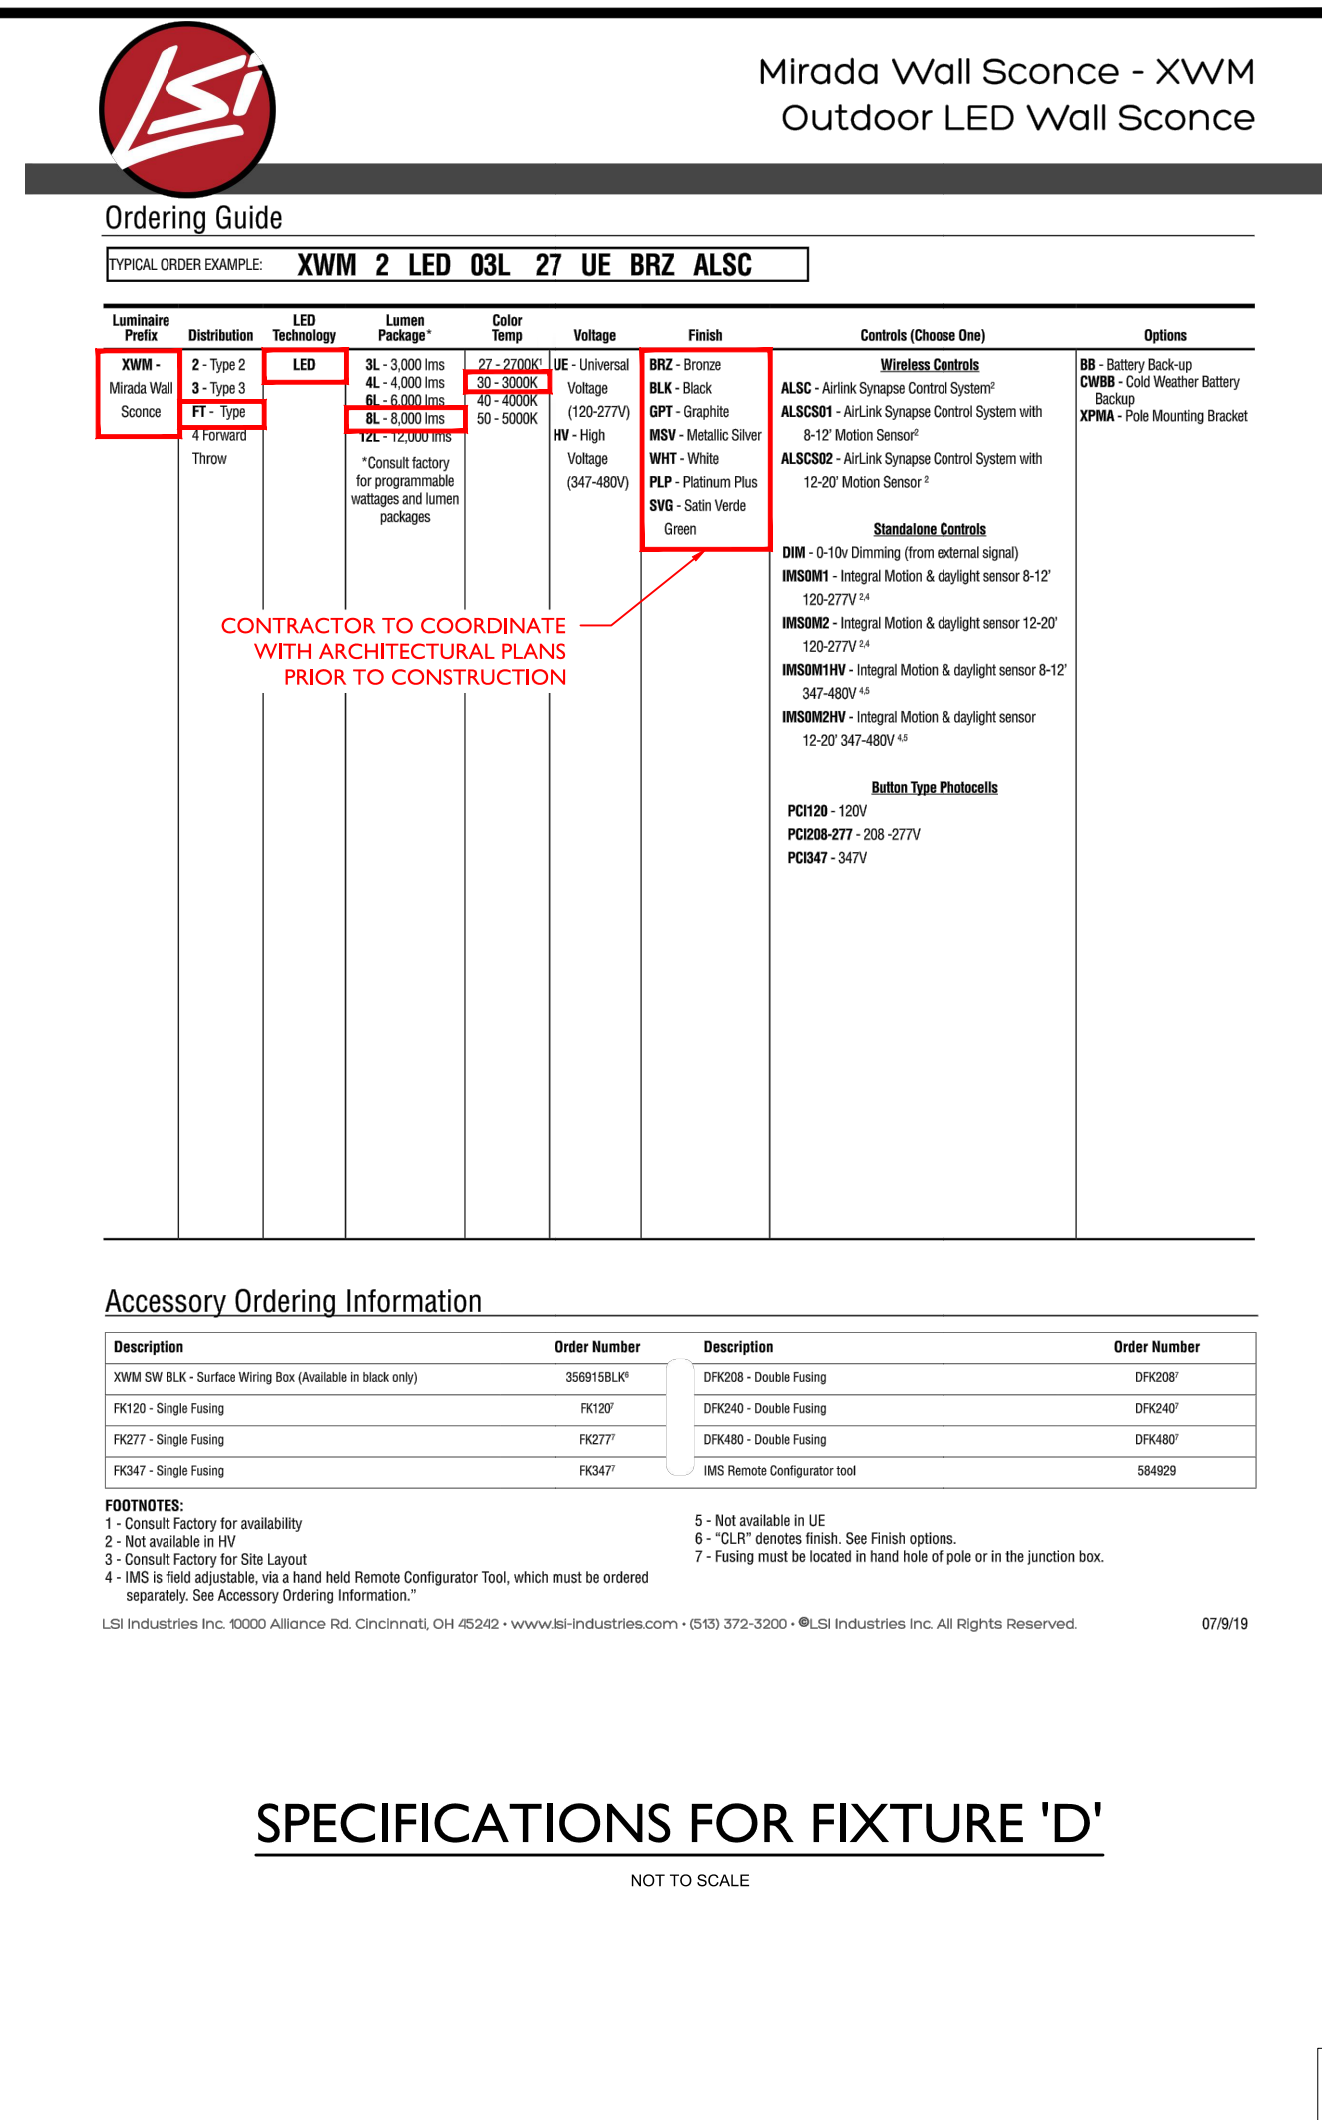 LSi
Mirada Wall Sconce - XWM
Outdoor LED Wall Sconce
Ordering Guide
TYPICAL ORDER EXAMPLE: XWM 2 LED 03L 27 UE BRZ ALSC
Luminaire
Prefix
Distribution
LED
Technology
Lumen
Package*
Color
Temp
Voltage
Finish
Controls (Choose One)
Options
XWM -
Mirada Wall
Sconce
2 - Type 2
3 - Type 3
FT - Type
4 Forward
Throw
LED
3L - 3,000 lms
4L - 4,000 lms
6L - 6,000 lms
8L - 8,000 lms
12L - 12,000 lms
*Consult factory
for programmable
wattages and lumen
packages
27 - 2700K¹
30 - 3000K
40 - 4000K
50 - 5000K
UE - Universal
Voltage
(120-277V)
HV - High
Voltage
(347-480V)
BRZ - Bronze
BLK - Black
GPT - Graphite
MSV - Metallic Silver
WHT - White
PLP - Platinum Plus
SVG - Satin Verde
Green
Wireless Controls
ALSC - Airlink Synapse Control System²
ALSCS01 - AirLink Synapse Control System with
8-12' Motion Sensor²
ALSCS02 - AirLink Synapse Control System with
12-20' Motion Sensor ²
Standalone Controls
DIM - 0-10v Dimming (from external signal)
IMSOM1 - Integral Motion & daylight sensor 8-12'
120-277V ²,⁴
IMSOM2 - Integral Motion & daylight sensor 12-20'
120-277V ²,⁴
IMSOM1HV - Integral Motion & daylight sensor 8-12'
347-480V ⁴,⁵
IMSOM2HV - Integral Motion & daylight sensor
12-20' 347-480V ⁴,⁵
Button Type Photocells
PCI120 - 120V
PCI208-277 - 208 -277V
PCI347 - 347V
BB - Battery Back-up
CWBB - Cold Weather Battery
Backup
XPMA - Pole Mounting Bracket
CONTRACTOR TO COORDINATE
WITH ARCHITECTURAL PLANS
PRIOR TO CONSTRUCTION
Accessory Ordering Information
Description Order Number Description Order Number
XWM SW BLK - Surface Wiring Box (Available in black only) 356915BLK⁶ DFK208 - Double Fusing DFK208⁷
FK120 - Single Fusing FK120⁷ DFK240 - Double Fusing DFK240⁷
FK277 - Single Fusing FK277⁷ DFK480 - Double Fusing DFK480⁷
FK347 - Single Fusing FK347⁷ IMS Remote Configurator tool 584929
FOOTNOTES:
1 - Consult Factory for availability
2 - Not available in HV
3 - Consult Factory for Site Layout
4 - IMS is field adjustable, via a hand held Remote Configurator Tool, which must be ordered
separately. See Accessory Ordering Information."
5 - Not available in UE
6 - "CLR" denotes finish. See Finish options.
7 - Fusing must be located in hand hole of pole or in the junction box.
LSI Industries Inc. 10000 Alliance Rd. Cincinnati, OH 45242 • www.lsi-industries.com • (513) 372-3200 • ©LSI Industries Inc. All Rights Reserved. 07/9/19
SPECIFICATIONS FOR FIXTURE 'D'
NOT TO SCALE